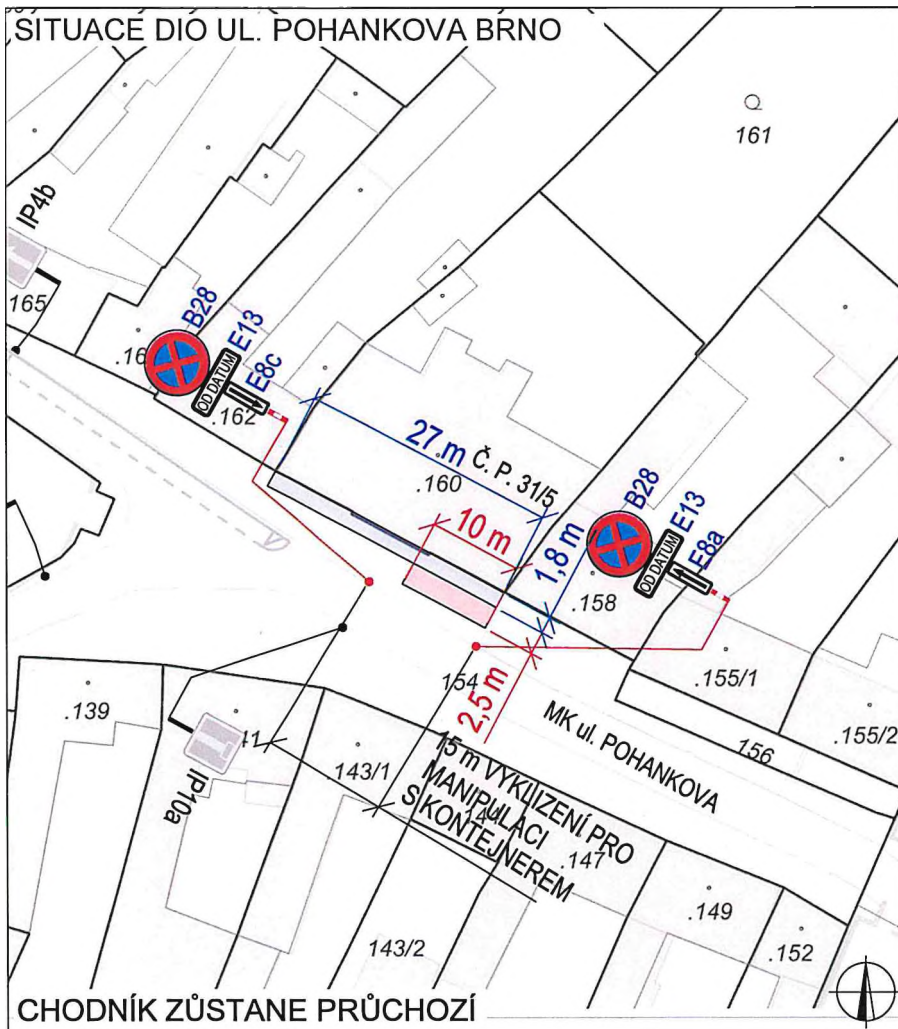 SITUACE DIO UL. POHANKOVA BRNO
161
IP4b
165
B28
E13
OD DATUM
E8c
.162
27 m
Č. P. 31/5
.160
10 m
1,8 m
B28
E13
OD DATUM
E8a
.158
.155/1
.155/2
156
154
2,5 m
MK ul. POHANKOVA
.139
IP10a
.143/1
15 m VYKLIZENÍ PRO
MANIPULACI
S KONTEJNEREM
.147
.149
.152
143/2
CHODNÍK ZŮSTANE PRŮCHOZÍ